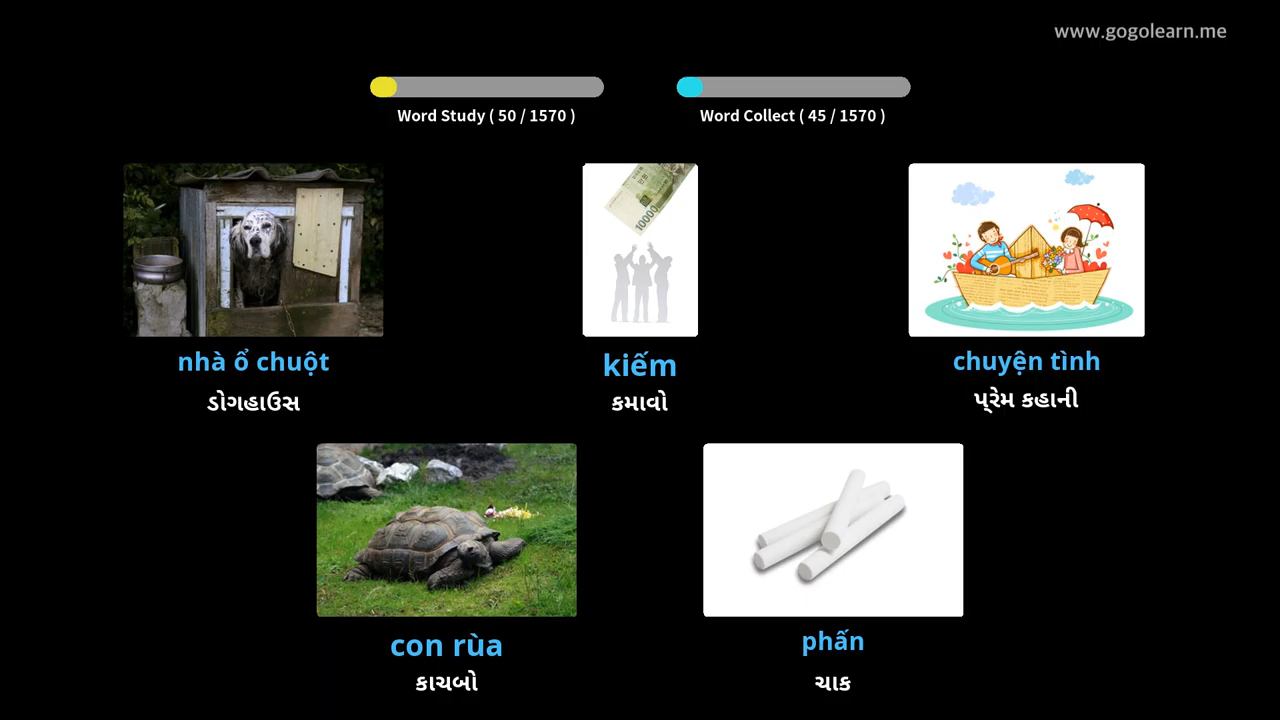 www.gogolearn.me
Word Study ( 50 / 1570 )
Word Collect ( 45 / 1570 )
10000
nhà ổ chuột
kiếm
chuyện tình
ડોગહાઉસ
કમાવો
પ્રેમ કહાની
con rùa
phấn
કાચબો
ચાક